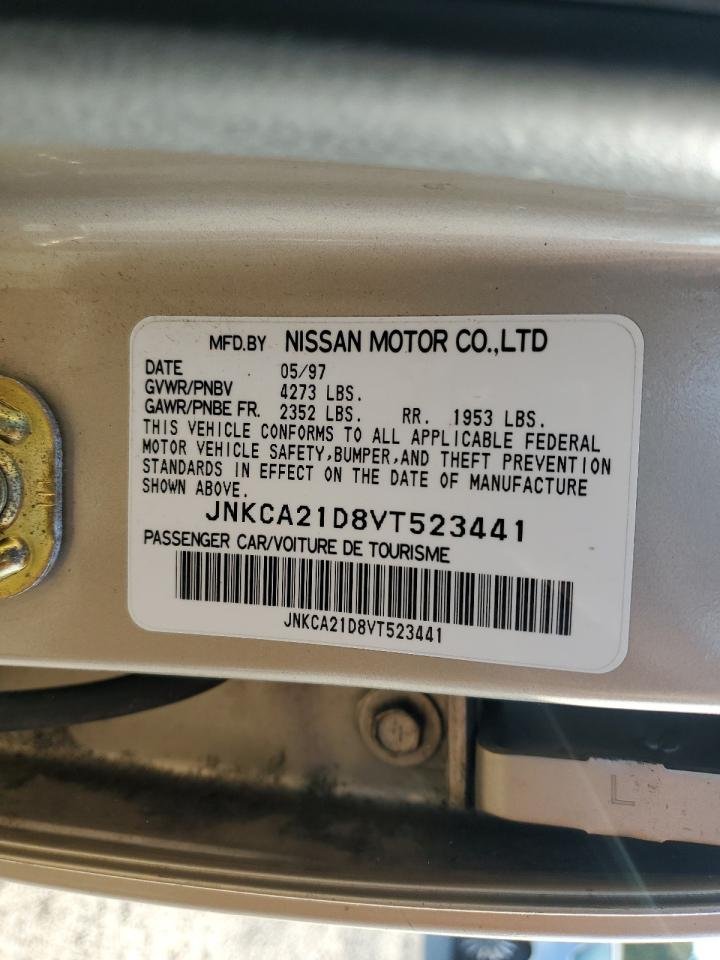 MFD.BY NISSAN MOTOR CO.,LTD
DATE 05/97
GVWR/PNBV 4273 LBS.
GAWR/PNBE FR. 2352 LBS. RR. 1953 LBS.
THIS VEHICLE CONFORMS TO ALL APPLICABLE FEDERAL
MOTOR VEHICLE SAFETY,BUMPER,AND THEFT PREVENTION
STANDARDS IN EFFECT ON THE DATE OF MANUFACTURE
SHOWN ABOVE.
JNKCA21D8VT523441
PASSENGER CAR/VOITURE DE TOURISME
JNKCA21D8VT523441
L